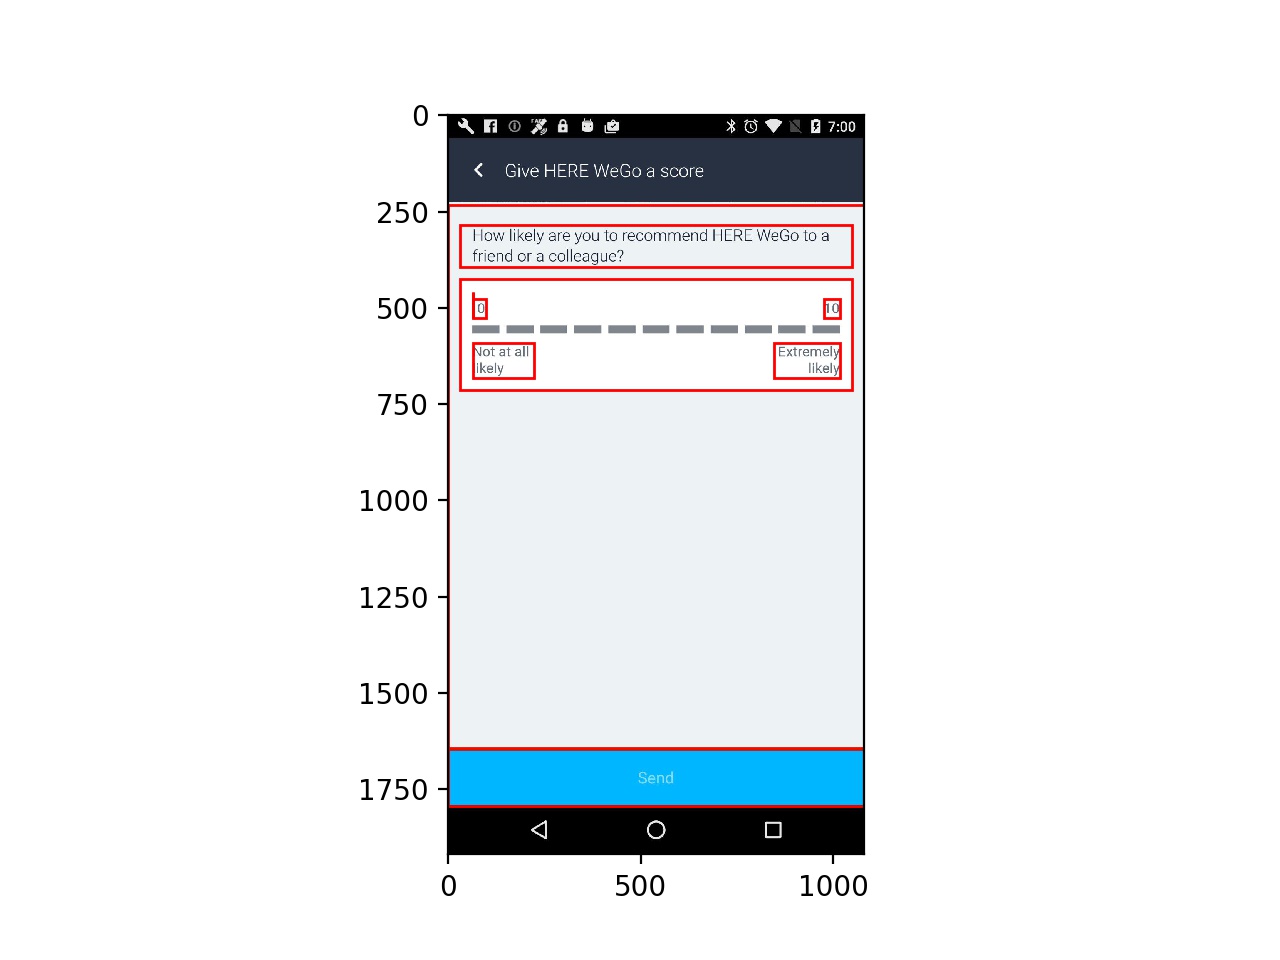 0
7:00
Give HERE WeGo a score
250
How likely are you to recommend HERE WeGo to a
friend or a colleague?
500
0 10
Not at all
likely
Extremely
likely
750
1000
1250
1500
1750
Send
0 500 1000